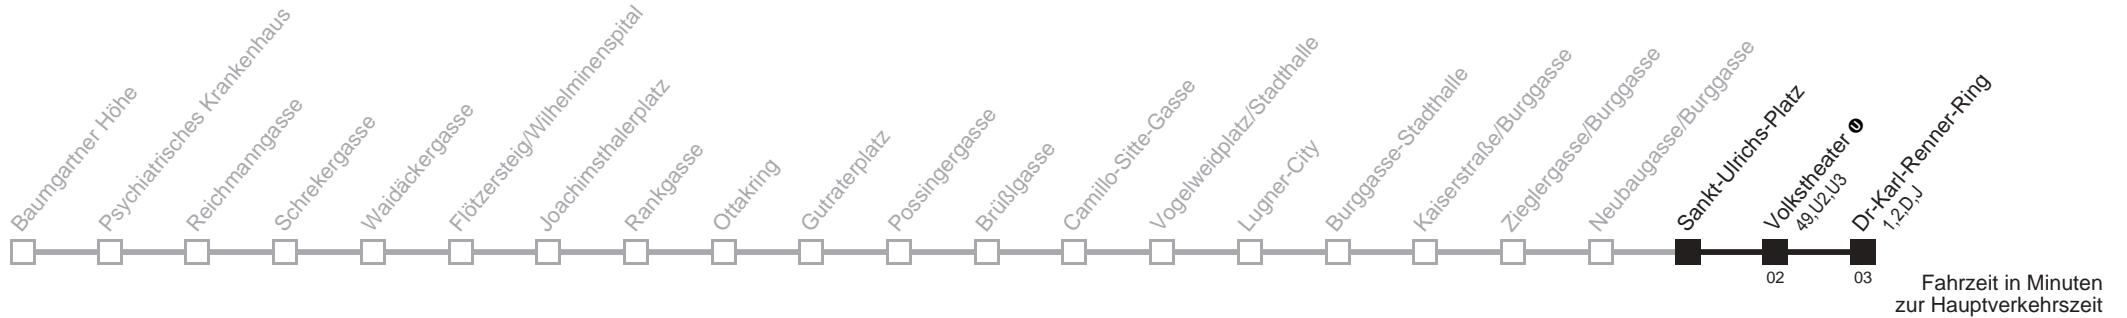 Baumgartner Höhe
Psychiatrisches Krankenhaus
Reichmanngasse
Schrekergasse
Waidäckergasse
Flötzersteig/Wilhelminenspital
Joachimsthalerplatz
Rankgasse
Ottakring
Gutraterplatz
Possingergasse
Brüßlgasse
Camillo-Sitte-Gasse
Vogelweidplatz/Stadthalle
Lugner-City
Burggasse-Stadthalle
Kaiserstraße/Burggasse
Zieglergasse/Burggasse
Neubaugasse/Burggasse
Sankt-Ulrichs-Platz
Volkstheater U
49,U2,U3
Dr-Karl-Renner-Ring
1,2,D,J
02
03
Fahrzeit in Minuten
zur Hauptverkehrszeit